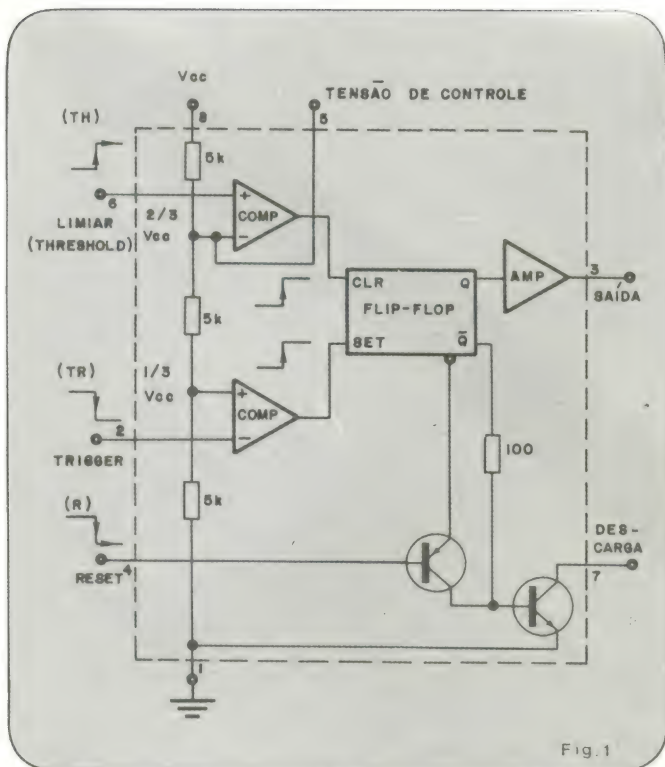 Vcc
8
TENSÃO DE CONTROLE
5
(TH)
5k
6
LIMIAR
(THRESHOLD)
2/3
Vcc
+
COMP
-
CLR
Q
FLIP-FLOP
SET
Q̅
AMP
3
SAÍDA
5k
(TR)
1/3
Vcc
+
COMP
-
2
TRIGGER
100
5k
(R)
RESET
4
DES-
CARGA
7
1
Fig.1